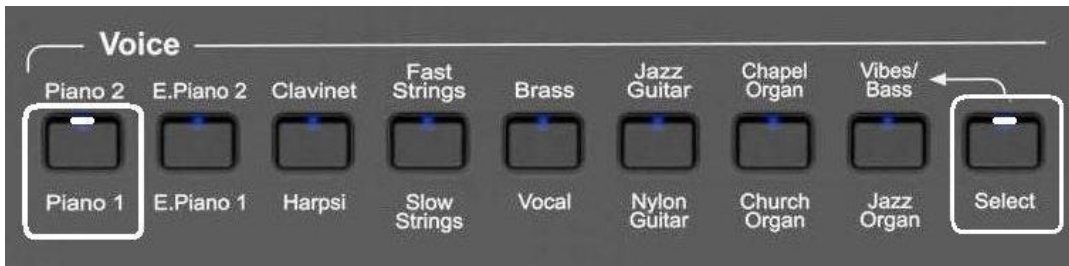 Voice
Piano 2 E.Piano 2 Clavinet Fast Strings Brass Jazz Guitar Chapel Organ Vibes/ Bass
Piano 1 E.Piano 1 Harpsi Slow Strings Vocal Nylon Guitar Church Organ Jazz Organ Select